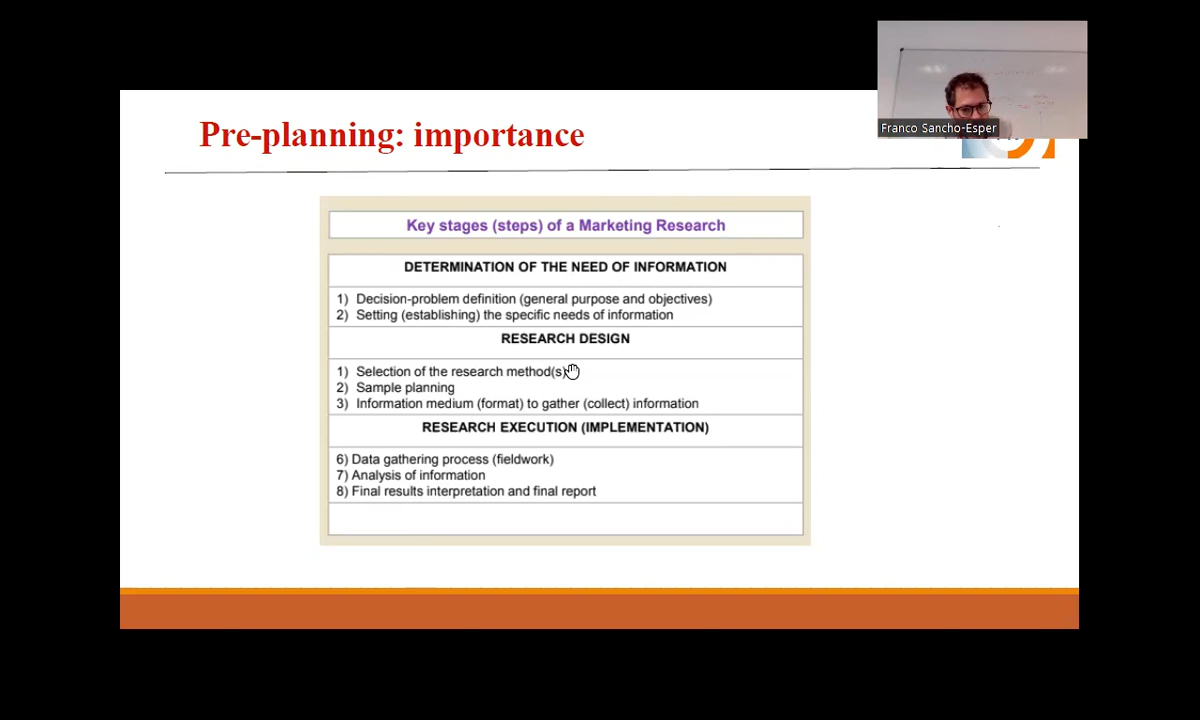 Pre-planning: importance
Franco Sancho-Esper
Key stages (steps) of a Marketing Research
DETERMINATION OF THE NEED OF INFORMATION
1) Decision-problem definition (general purpose and objectives)
2) Setting (establishing) the specific needs of information
RESEARCH DESIGN
1) Selection of the research method(s)
2) Sample planning
3) Information medium (format) to gather (collect) information
RESEARCH EXECUTION (IMPLEMENTATION)
6) Data gathering process (fieldwork)
7) Analysis of information
8) Final results interpretation and final report